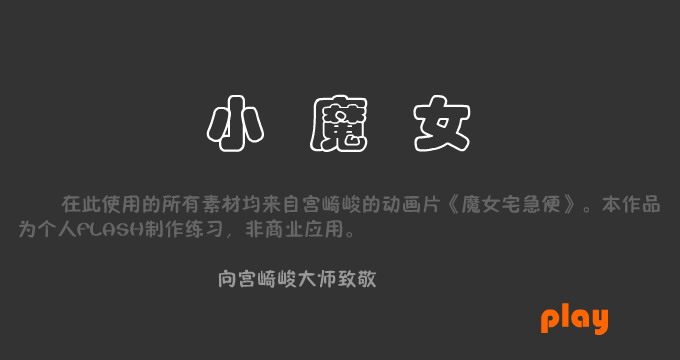 小魔女
在此使用的所有素材均来自宫崎峻的动画片《魔女宅急便》。本作品
为个人FLASH制作练习，非商业应用。
向宫崎峻大师致敬
play